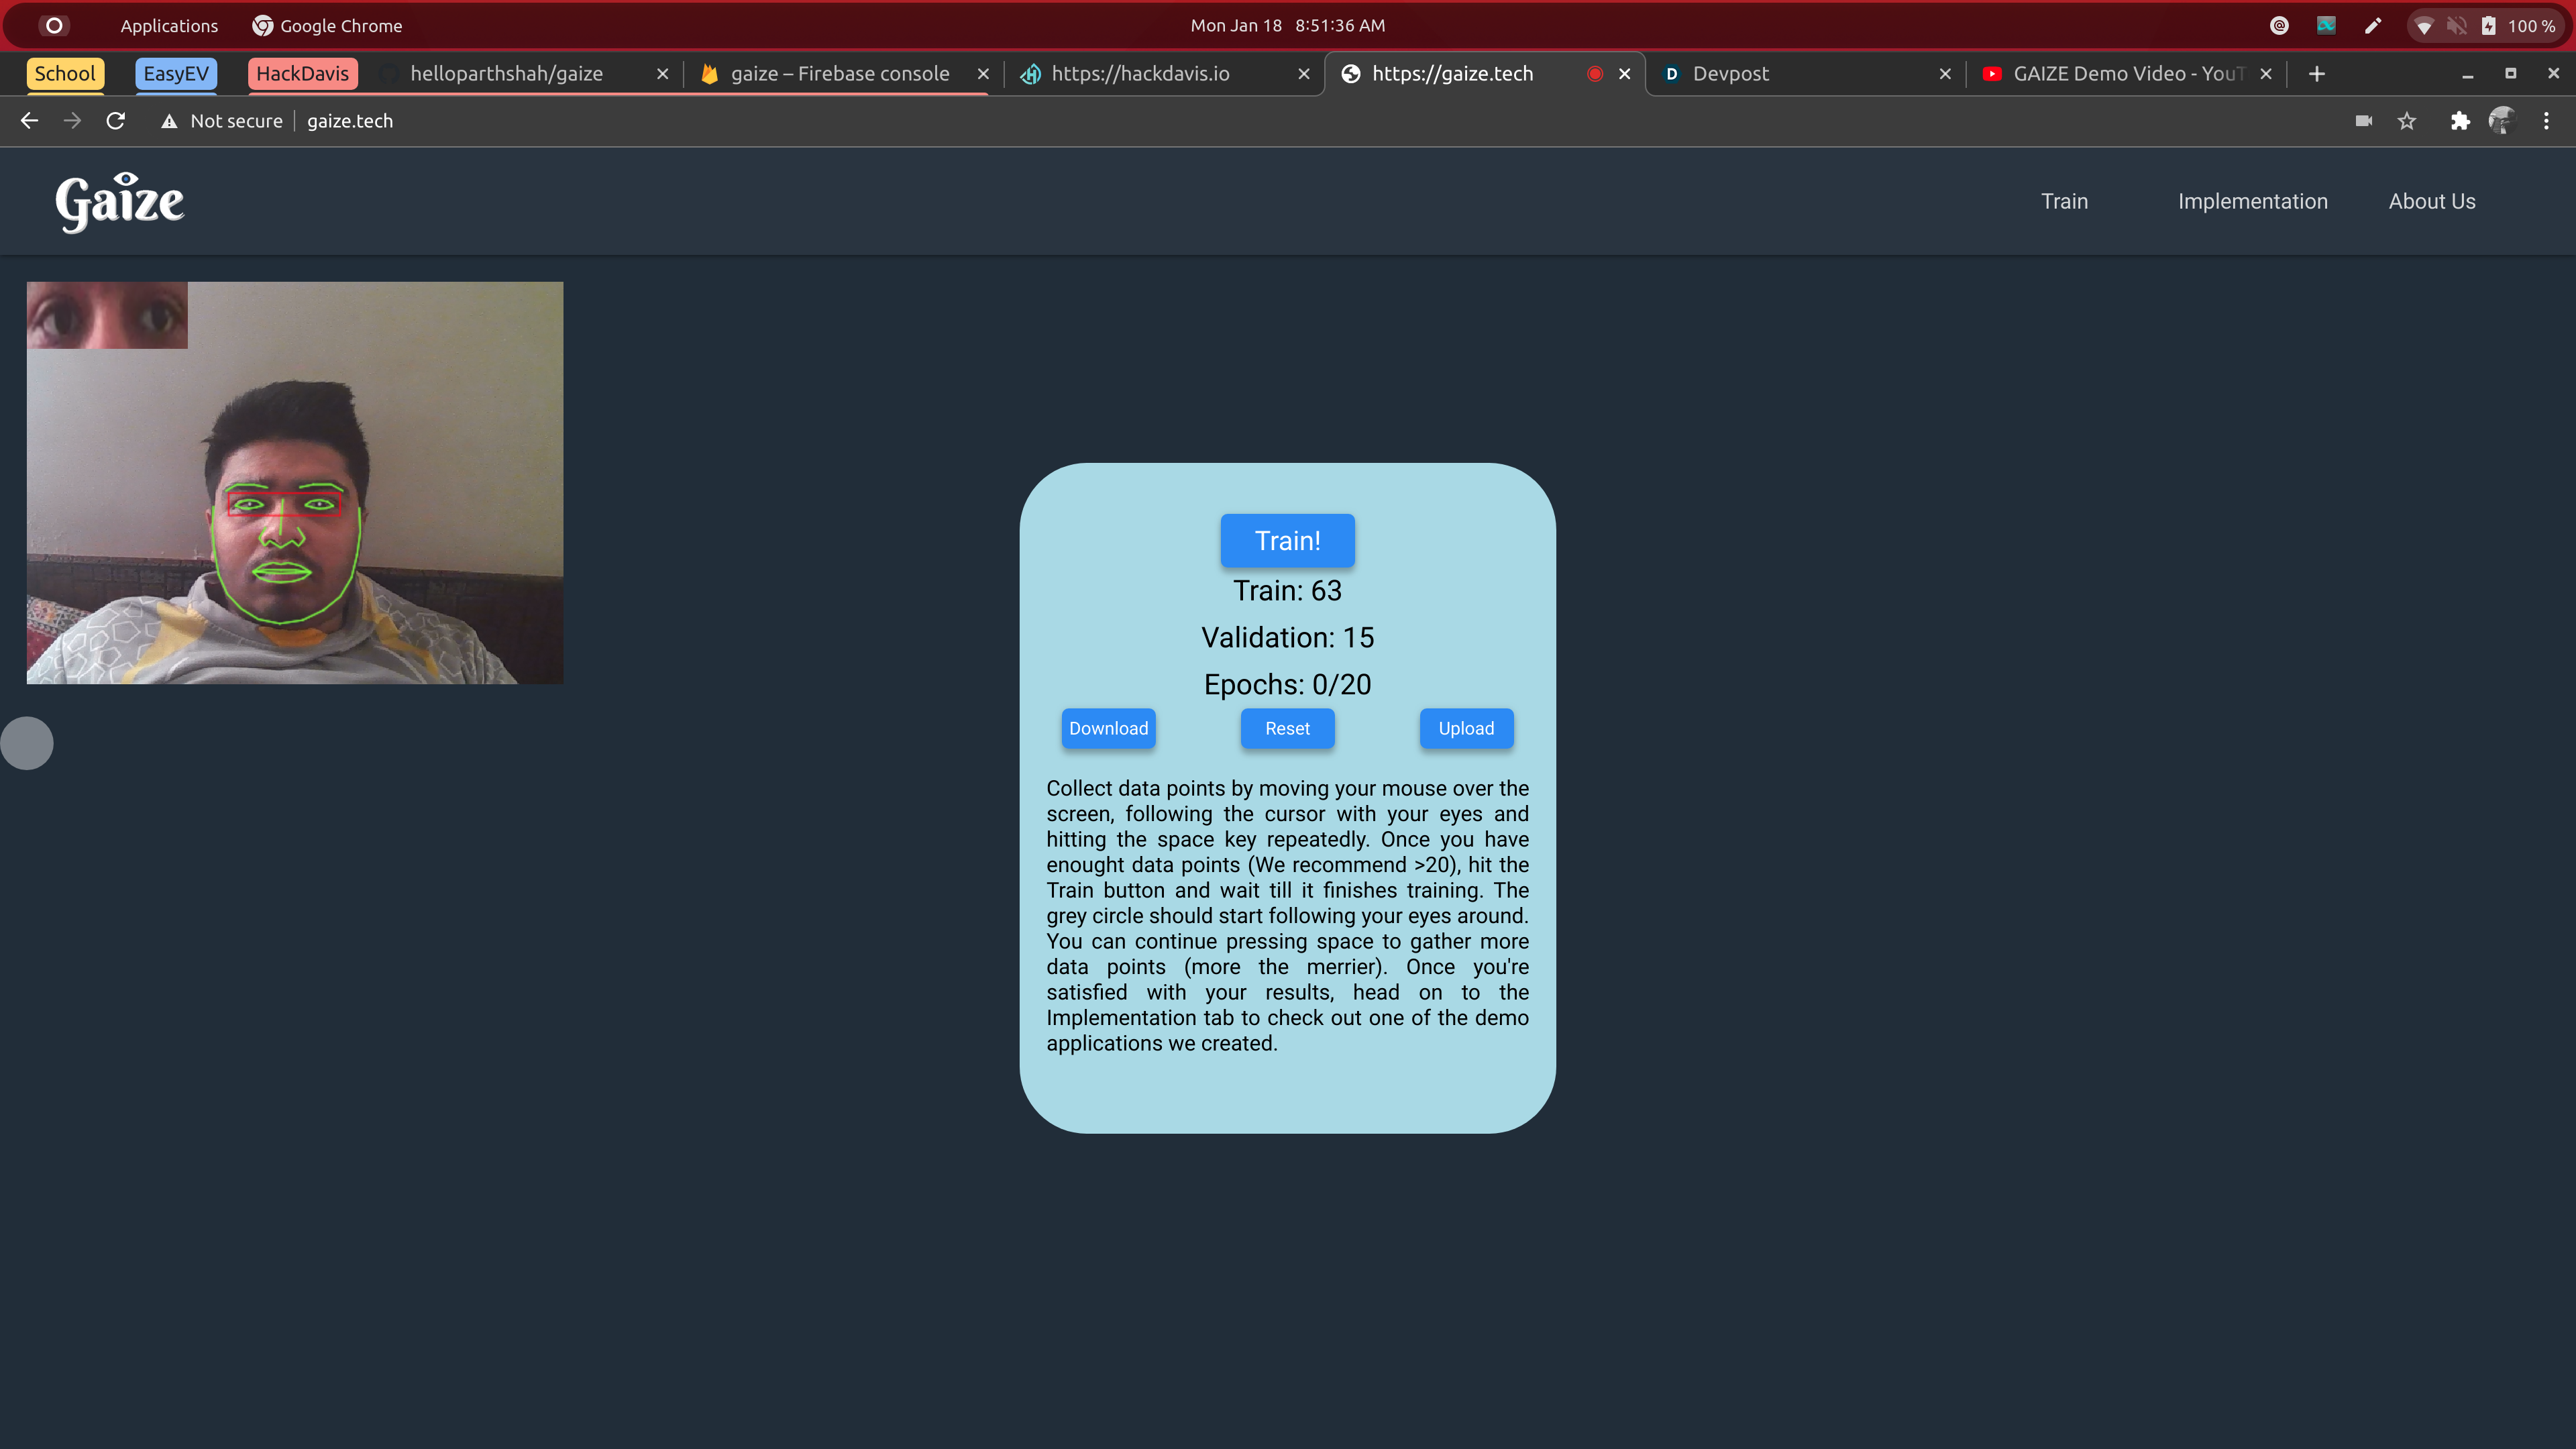 Applications Google Chrome Mon Jan 18 8:51:36 AM 100 %
School EasyEV HackDavis helloparthshah/gaize gaize – Firebase console https://hackdavis.io https://gaize.tech Devpost GAIZE Demo Video - YouT
Not secure gaize.tech
Gaize Train Implementation About Us
Train!
Train: 63
Validation: 15
Epochs: 0/20
Download Reset Upload
Collect data points by moving your mouse over the
screen, following the cursor with your eyes and
hitting the space key repeatedly. Once you have
enought data points (We recommend >20), hit the
Train button and wait till it finishes training. The
grey circle should start following your eyes around.
You can continue pressing space to gather more
data points (more the merrier). Once you're
satisfied with your results, head on to the
Implementation tab to check out one of the demo
applications we created.